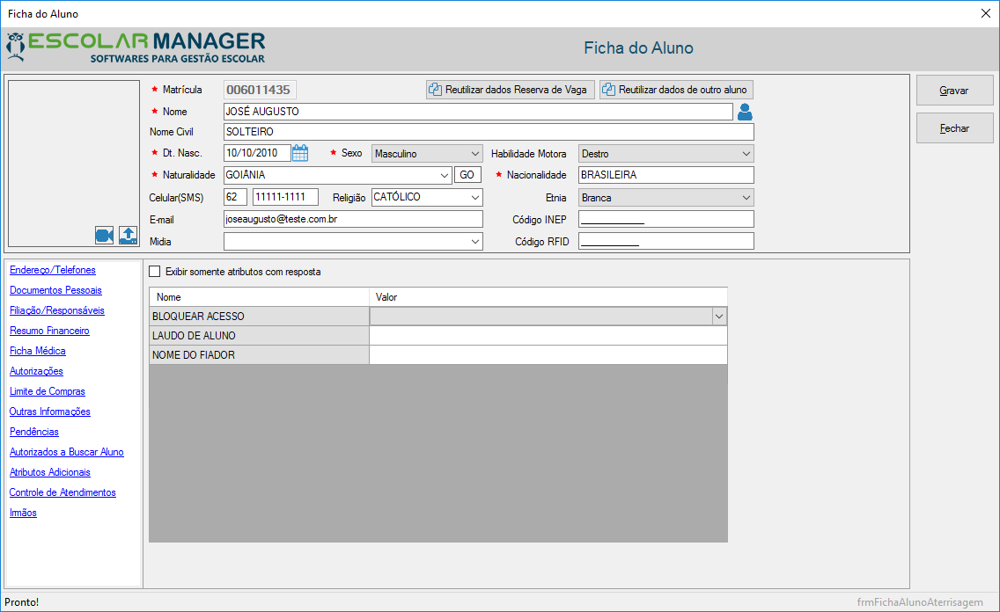 Ficha do Aluno
ESCOLAR MANAGER
SOFTWARES PARA GESTÃO ESCOLAR
Ficha do Aluno
* Matrícula 006011435 Reutilizar dados Reserva de Vaga Reutilizar dados de outro aluno
* Nome JOSÉ AUGUSTO
Nome Civil SOLTEIRO
* Dt. Nasc. 10/10/2010 * Sexo Masculino Habilidade Motora Destro
* Naturalidade GOIÂNIA GO * Nacionalidade BRASILEIRA
Celular(SMS) 62 11111-1111 Religião CATÓLICO Etnia Branca
E-mail joseaugusto@teste.com.br Código INEP ____________
Midia Código RFID ___________
Gravar
Fechar
Endereço/Telefones
Documentos Pessoais
Filiação/Responsáveis
Resumo Financeiro
Ficha Médica
Autorizações
Limite de Compras
Outras Informações
Pendências
Autorizados a Buscar Aluno
Atributos Adicionais
Controle de Atendimentos
Irmãos
Exibir somente atributos com resposta
Nome Valor
BLOQUEAR ACESSO
LAUDO DE ALUNO
NOME DO FIADOR
Pronto! frmFichaAlunoAterrisagem